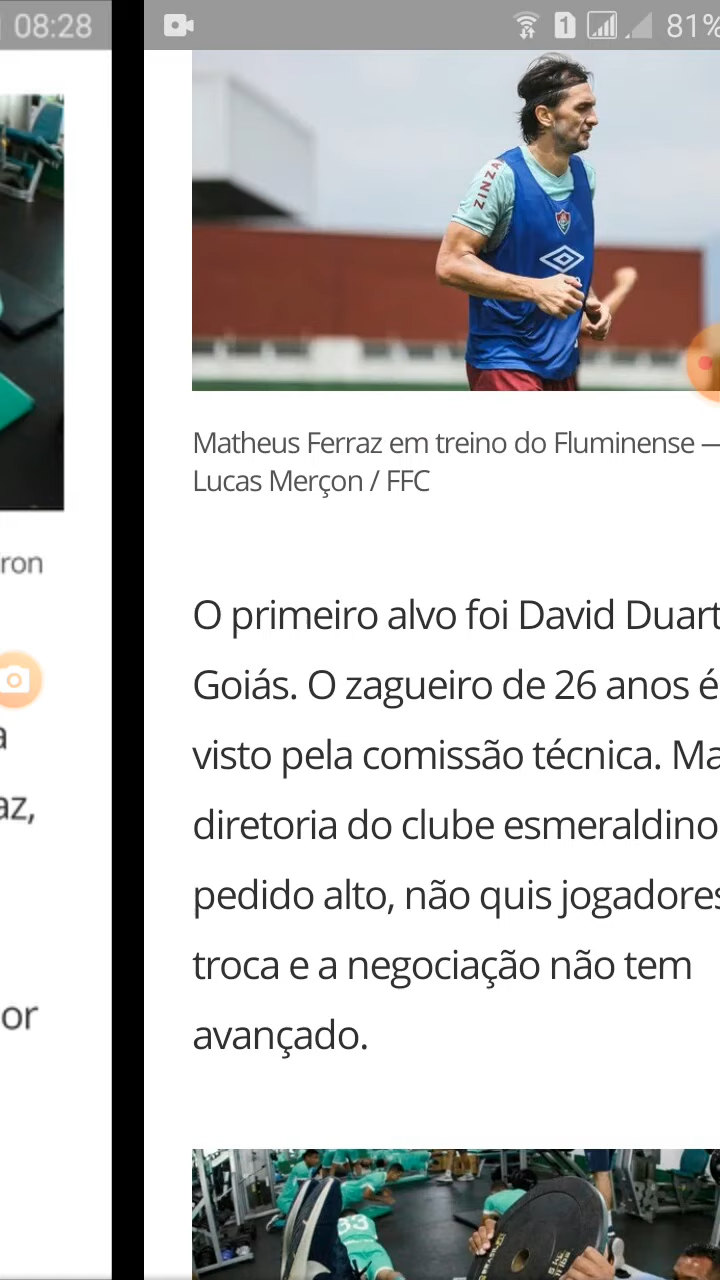 08:28
1 81%
ZINZA
Matheus Ferraz em treino do Fluminense —
Lucas Merçon / FFC
ron
a
az,
or
O primeiro alvo foi David Duart
Goiás. O zagueiro de 26 anos é
visto pela comissão técnica. Ma
diretoria do clube esmeraldino
pedido alto, não quis jogadores
troca e a negociação não tem
avançado.
33